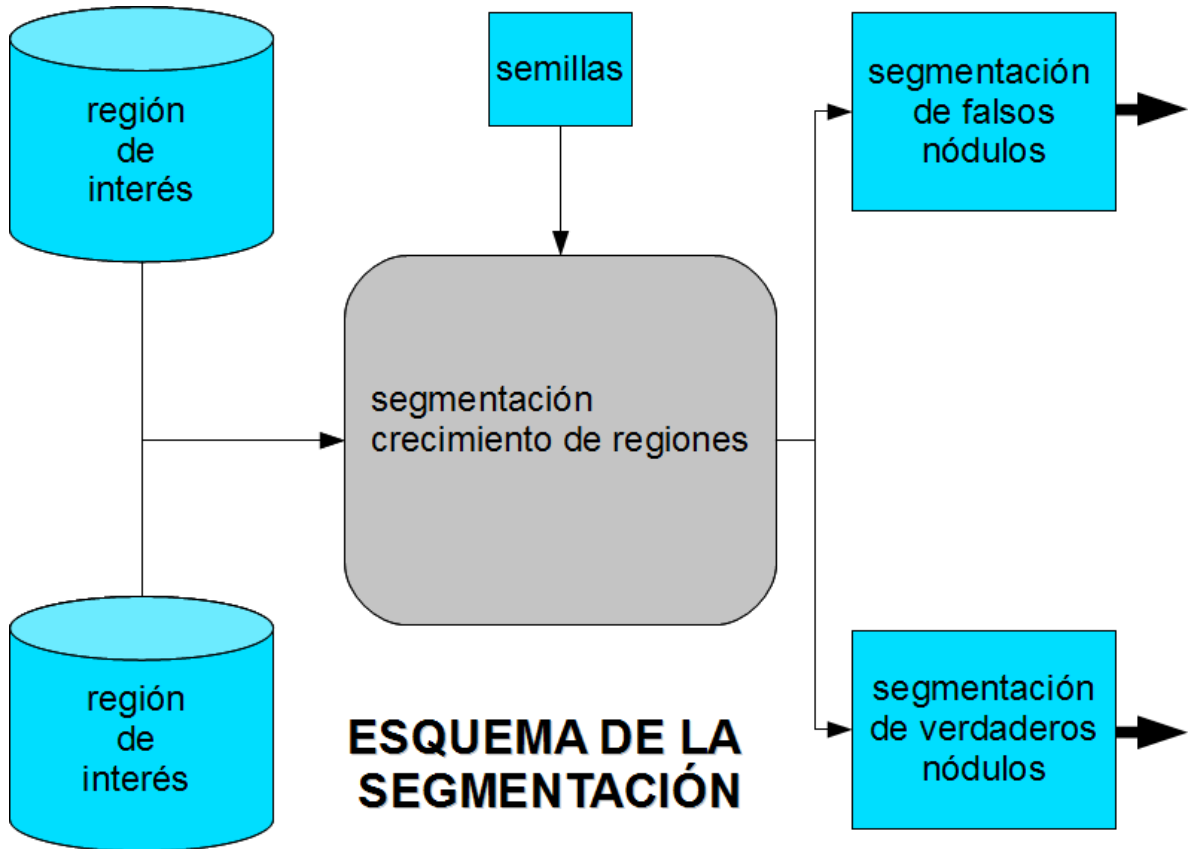 región
de
interés
semillas
segmentación
de falsos
nódulos
segmentación
crecimiento de regiones
región
de
interés
segmentación
de verdaderos
nódulos
ESQUEMA DE LA
SEGMENTACIÓN